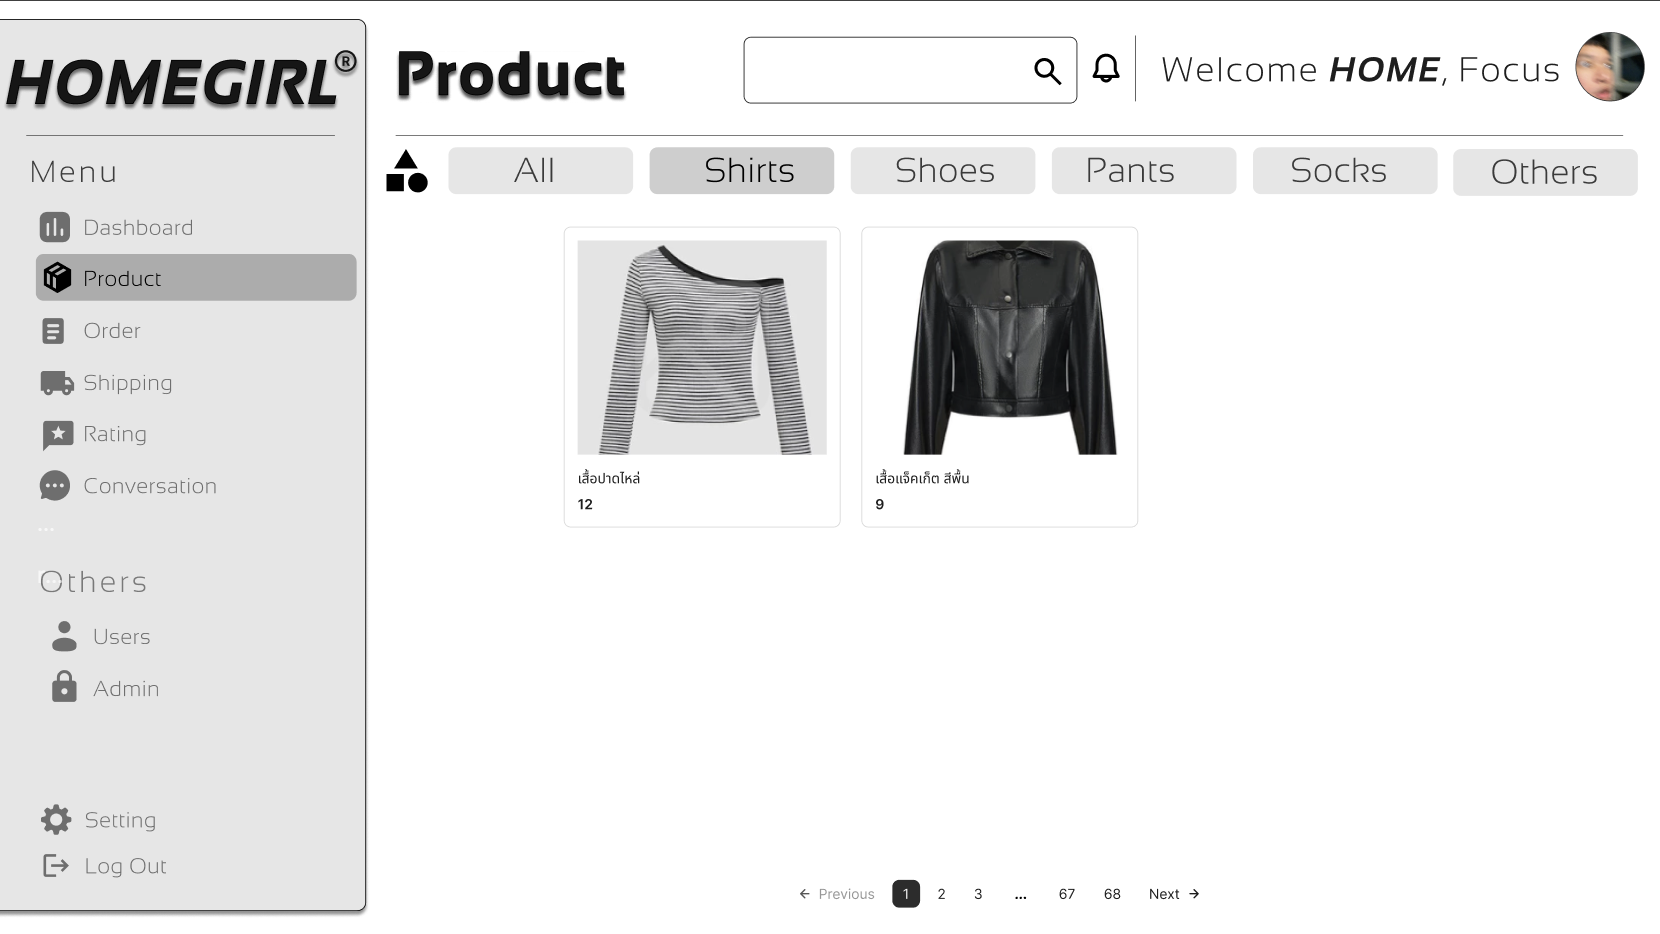 HOMEGIRL®
Product
Welcome HOME, Focus
Menu
Dashboard
Product
Order
Shipping
Rating
Conversation
...
Others
Users
Admin
Setting
Log Out
All
Shirts
Shoes
Pants
Socks
Others
เสื้อปาดไหล่
12
เสื้อแจ็คเก็ต สีพื้น
9
← Previous 1 2 3 ... 67 68 Next →